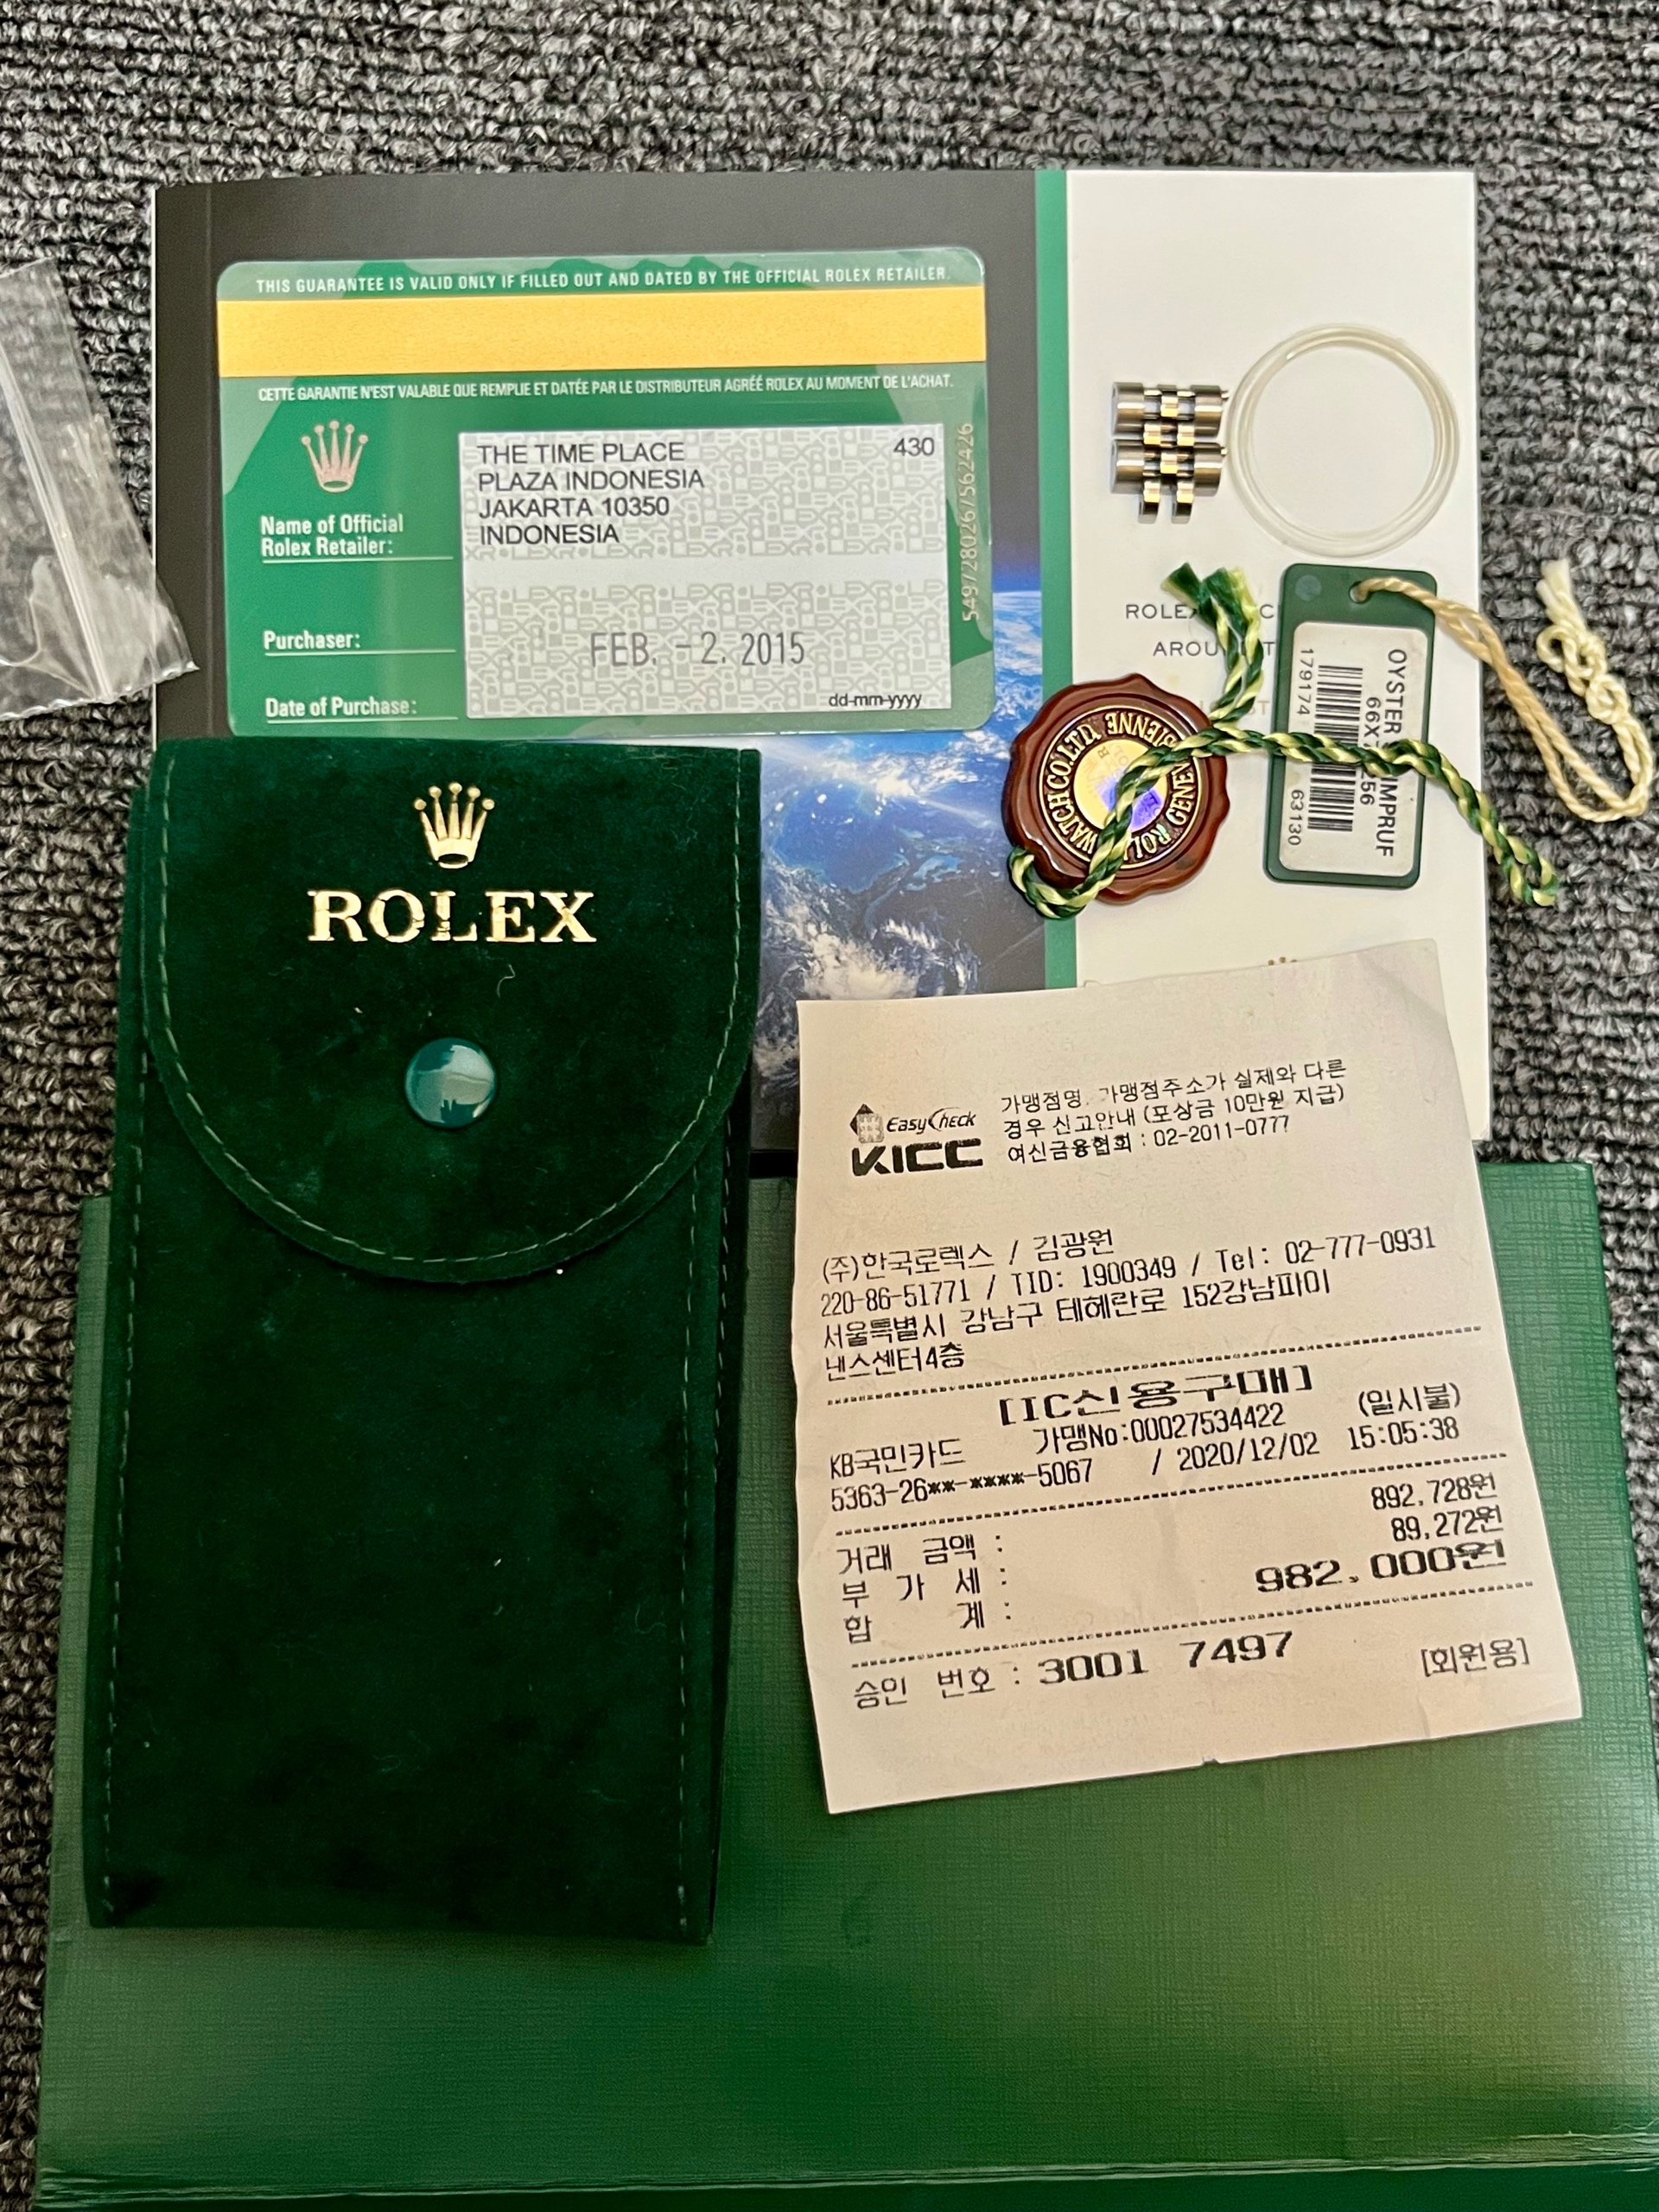 THIS GUARANTEE IS VALID ONLY IF FILLED OUT AND DATED BY THE OFFICIAL ROLEX RETAILER.
CETTE GARANTIE N'EST VALABLE QUE REMPLIE ET DATÉE PAR LE DISTRIBUTEUR AGRÉÉ ROLEX AU MOMENT DE L'ACHAT.
THE TIME PLACE 430
PLAZA INDONESIA
JAKARTA 10350
INDONESIA
Name of Official
Rolex Retailer:
Purchaser:
FEB. -2. 2015
Date of Purchase:
dd-mm-yyyy
OYSTER
179174 63130
WATCH CO.LTD.
ROLEX
가맹점명, 가맹점주소가 실제와 다른
경우 신고안내 (포상금 10만원 지급)
여신금융협회 : 02-2011-0777
EasyCheck
KICC
(주)한국로렉스 / 김광원
220-86-51771 / TID: 1900349 / Tel: 02-777-0931
서울특별시 강남구 테헤란로 152강남파이
낸스센터4층
[IC신용구매]
가맹No:00027534422 (일시불)
KB국민카드
5363-26**-****-5067 / 2020/12/02 15:05:38
거래 금액 : 892,728원
부 가 세 : 89,272원
합 계 : 982,000원
승인 번호 : 3001 7497 [회원용]